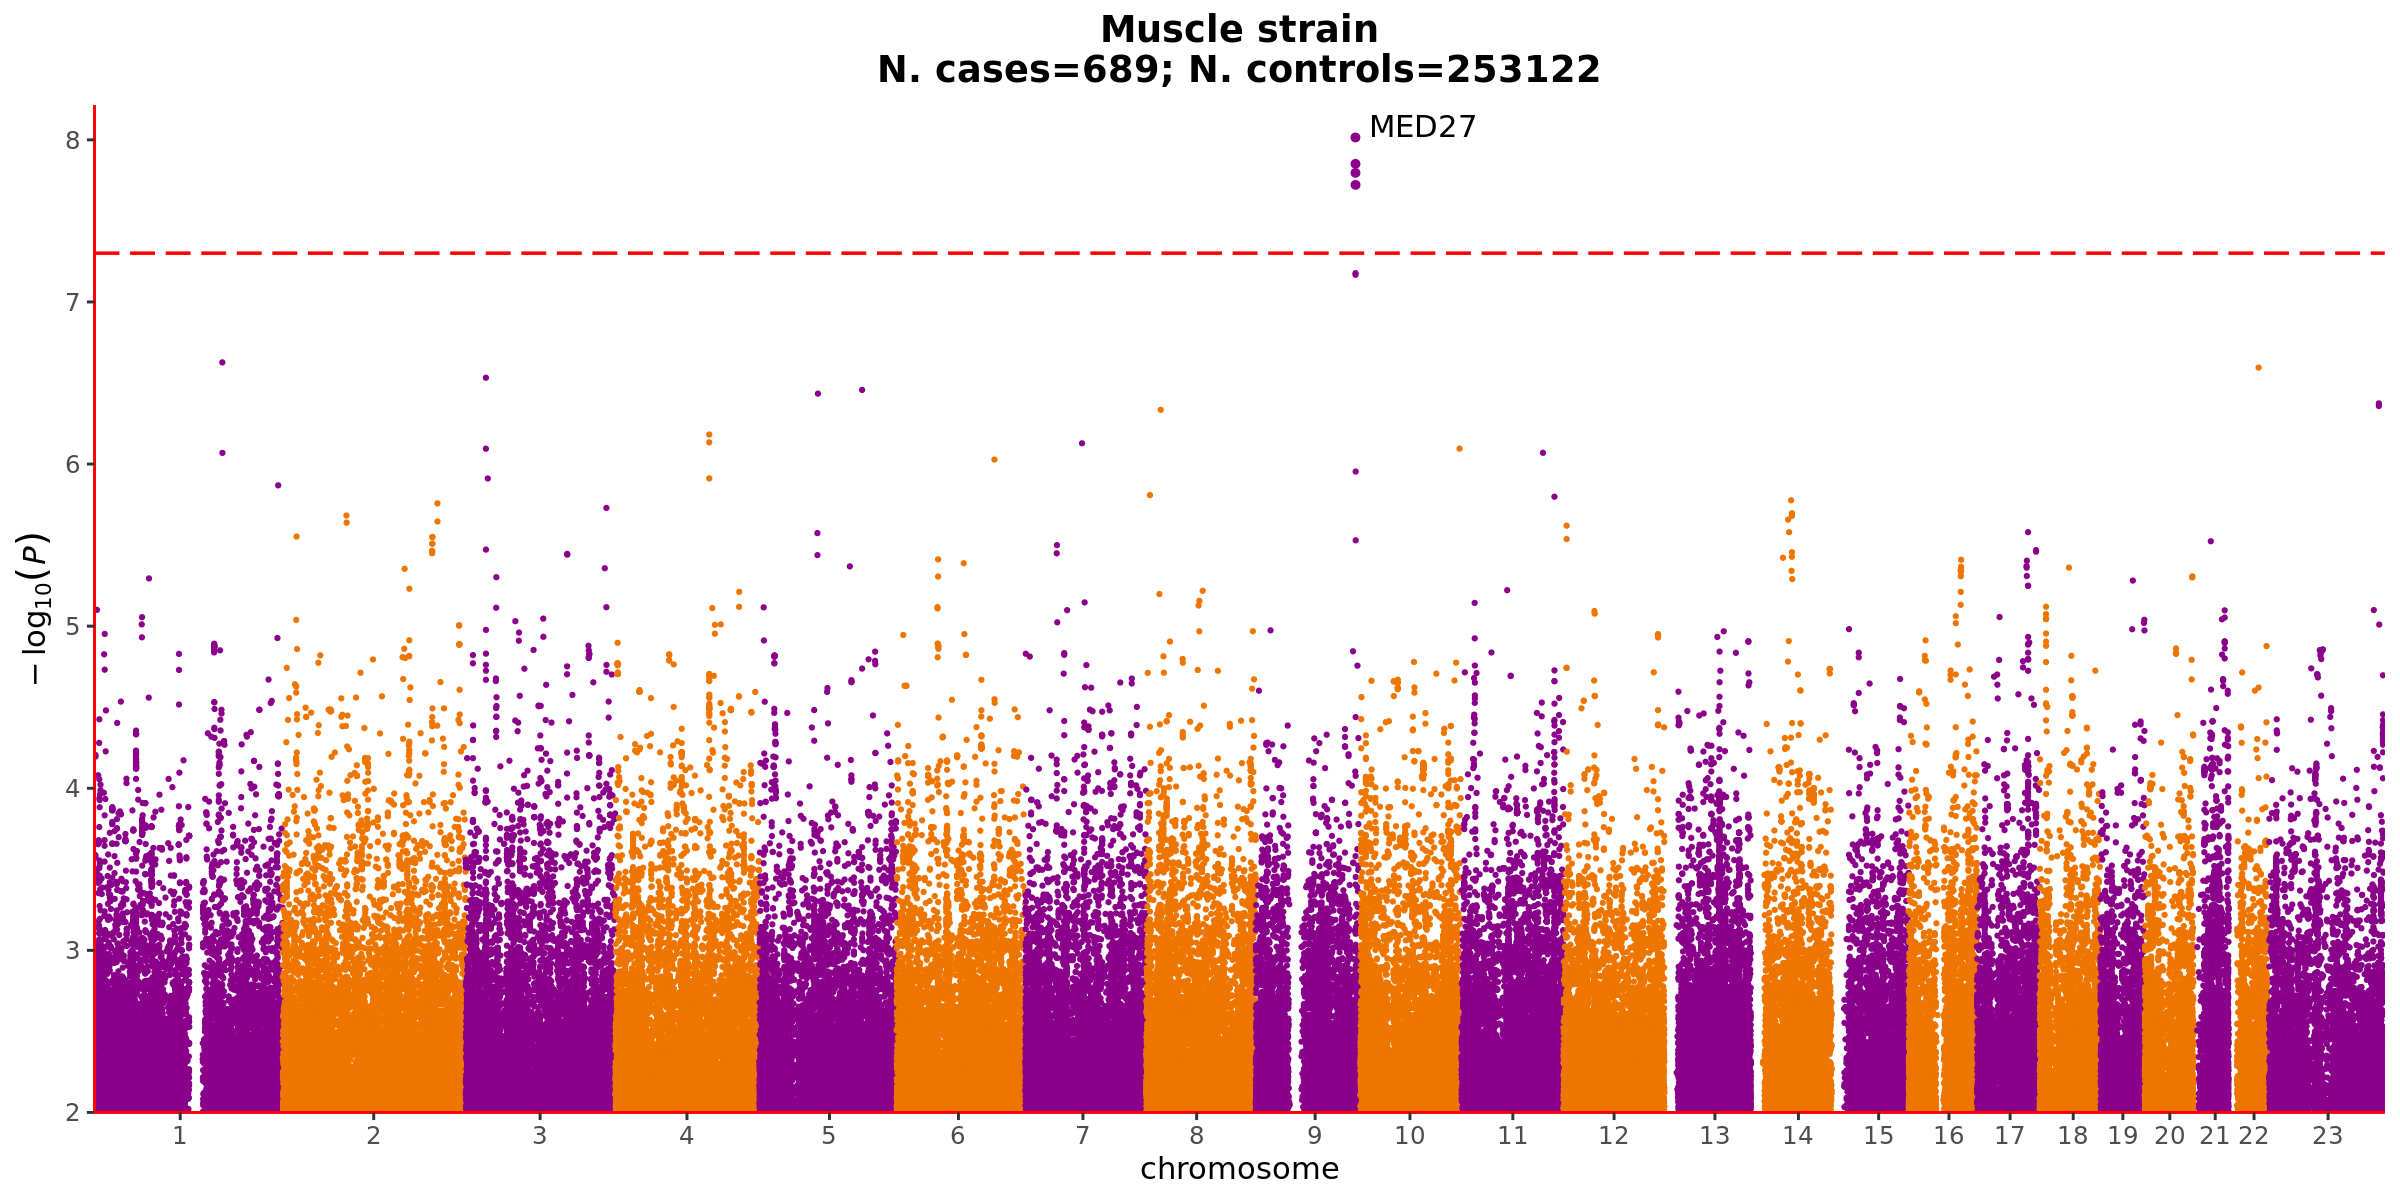 Muscle strain
N. cases=689; N. controls=253122
MED27
8
7
6
5
4
3
2
−log10(P)
1 2 3 4 5 6 7 8 9 10 11 12 13 14 15 16 17 18 19 20 21 22 23
chromosome